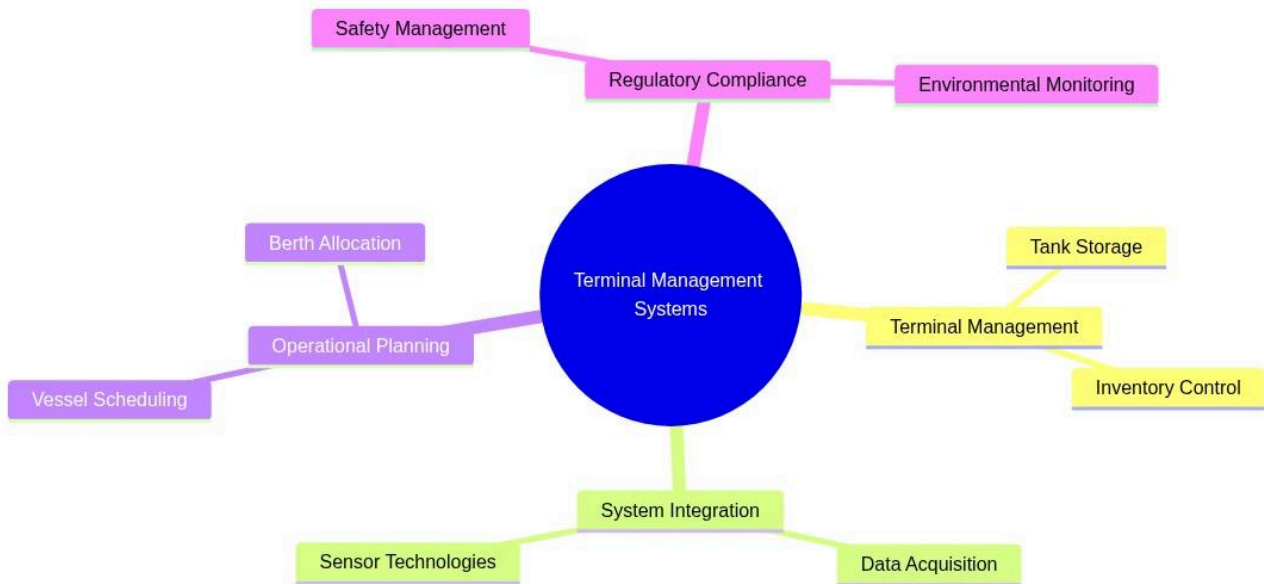 Safety Management
Regulatory Compliance
Environmental Monitoring
Berth Allocation
Tank Storage
Terminal Management
Systems
Terminal Management
Operational Planning
Inventory Control
Vessel Scheduling
System Integration
Sensor Technologies
Data Acquisition